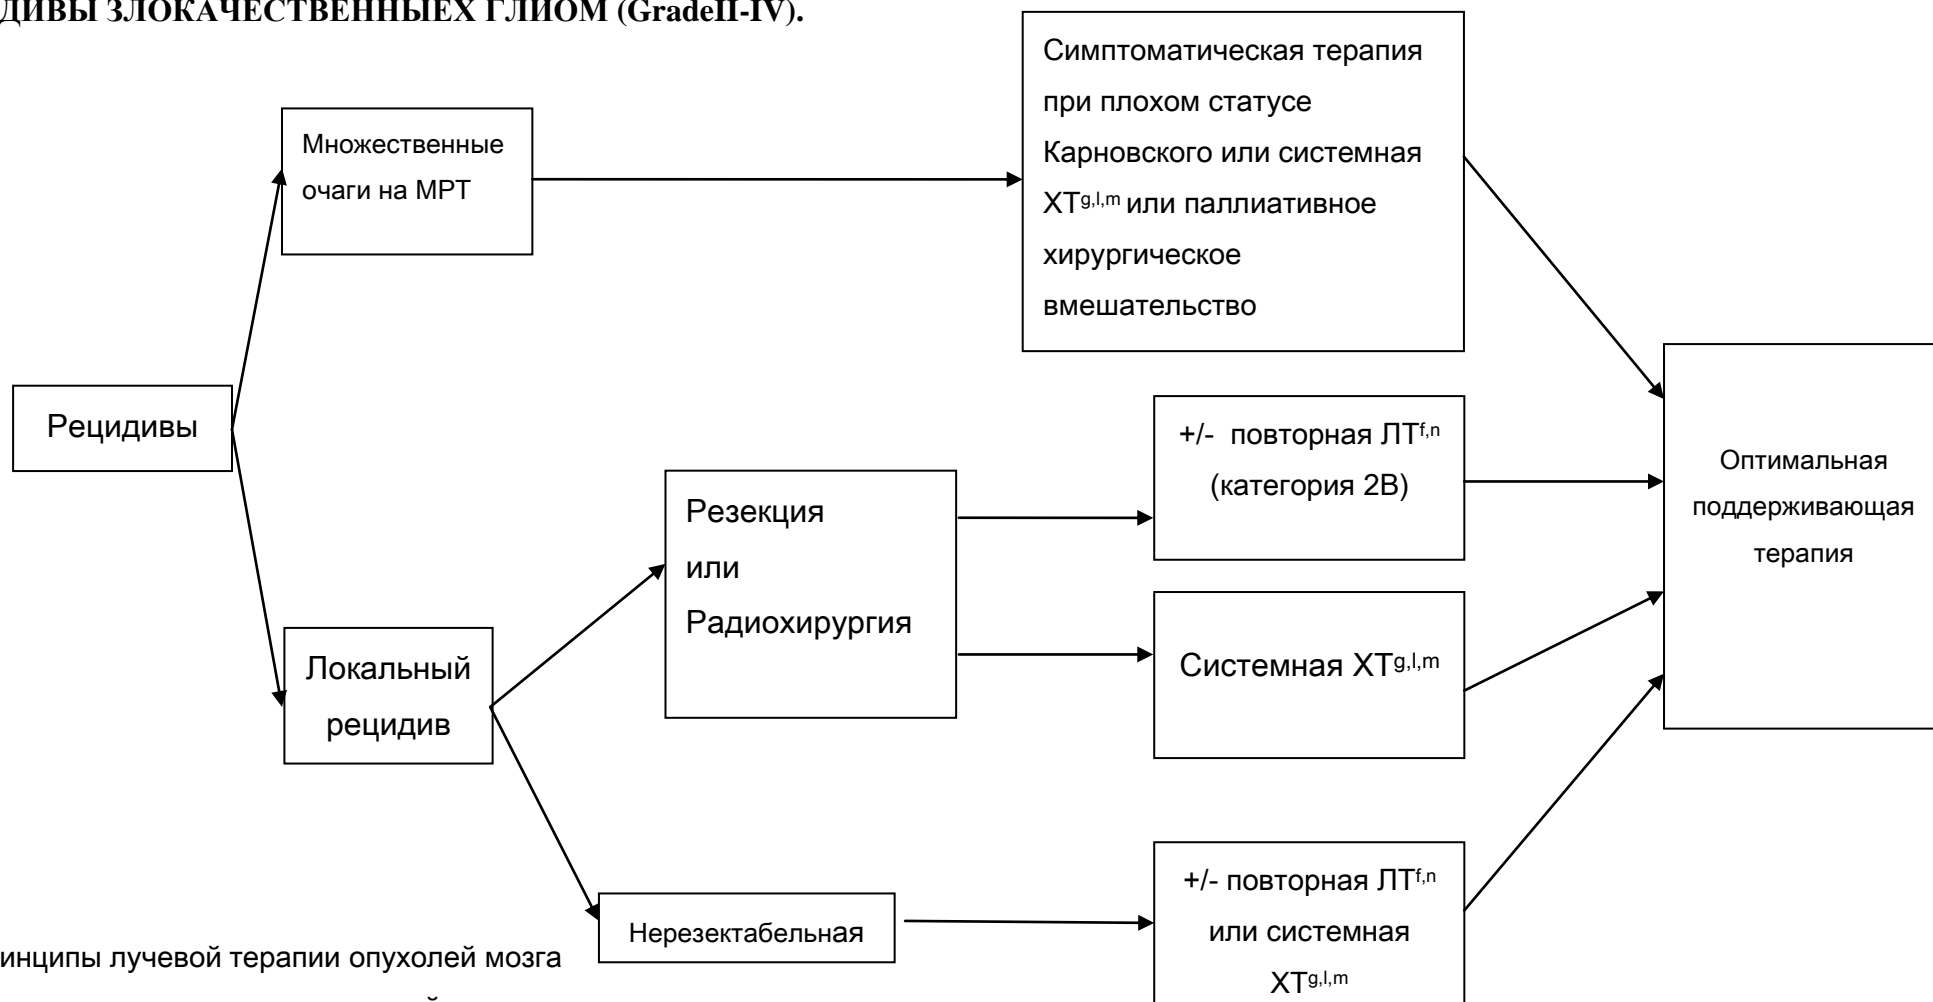 ДИВЫ ЗЛОКАЧЕСТВЕННЫЕХ ГЛИОМ (GradeII-IV).
Симптоматическая терапия
при плохом статусе
Карновского или системная
ХТg,l,m или паллиативное
хирургическое
вмешательство
Множественные
очаги на МРТ
Рецидивы
+/- повторная ЛТf,n
(категория 2В)
Оптимальная
поддерживающая
терапия
Резекция
или
Радиохирургия
Системная ХТg,l,m
Локальный
рецидив
+/- повторная ЛТf,n
или системная
ХТg,l,m
Нерезектабельная
инципы лучевой терапии опухолей мозга